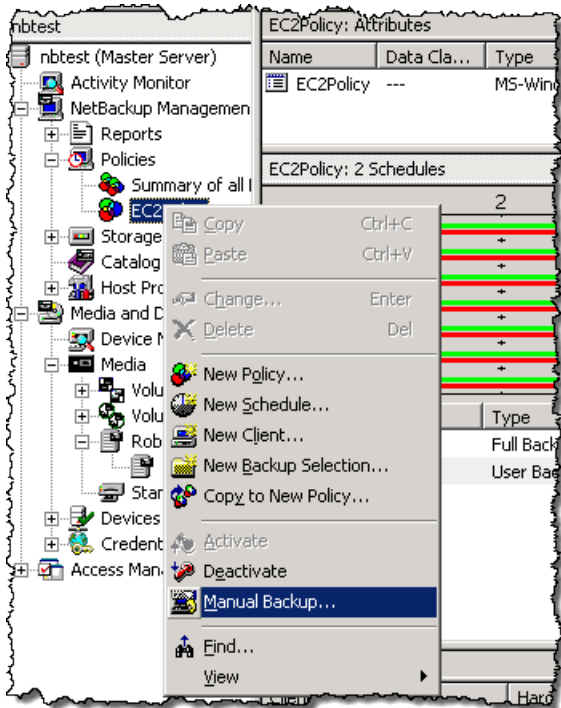 nbtest
nbtest (Master Server)
Activity Monitor
NetBackup Managemen
Reports
Policies
Summary of all
EC2
Storage
Catalog
Host Pro
Media and D
Device M
Media
Volu
Volu
Rob
Stan
Devices
Credent
Access Man
EC2Policy: Attributes
Name Data Cla... Type
EC2Policy --- MS-Wind
EC2Policy: 2 Schedules
2
Type
Full Back
User Bac
Copy Ctrl+C
Paste Ctrl+V
Change... Enter
Delete Del
New Policy...
New Schedule...
New Client...
New Backup Selection...
Copy to New Policy...
Activate
Deactivate
Manual Backup...
Find...
View
Client Hard